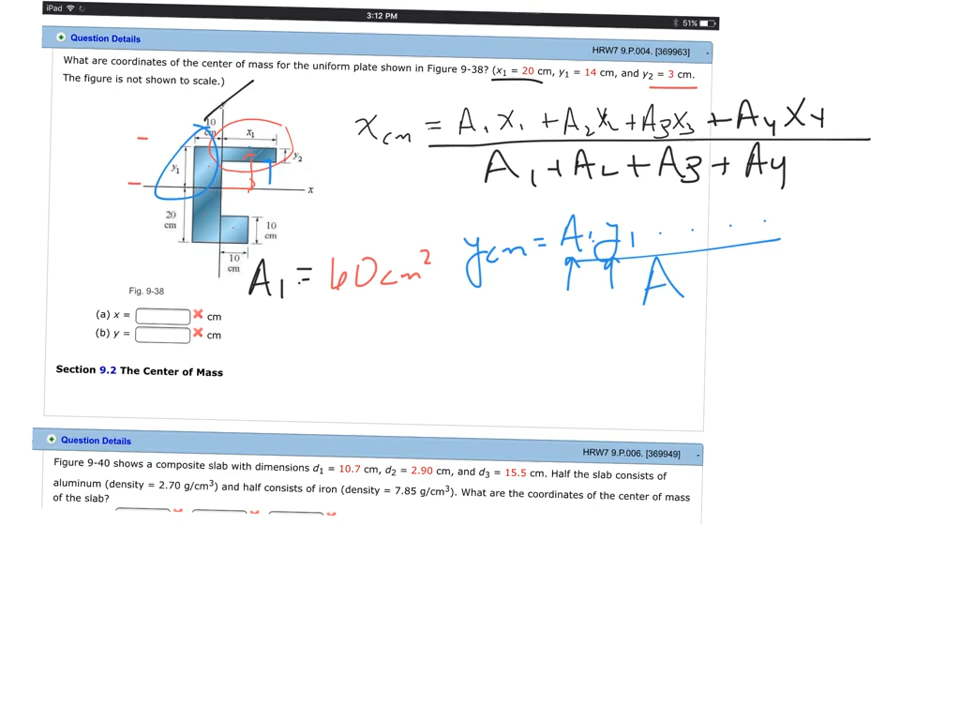 iPad
3:12 PM
51%
Question Details
HRW7 9.P.004. [369963]
What are coordinates of the center of mass for the uniform plate shown in Figure 9-38? (x₁ = 20 cm, y₁ = 14 cm, and y₂ = 3 cm.
The figure is not shown to scale.)
xcm = A₁x₁ + A₂x₂ + A₃x₃ + A₄x₄
A₁ + A₂ + A₃ + A₄
10
cm
x₁
y₂
y₁
3
x
20
cm
10
cm
10
cm
ycm = A₁y₁ . . . .
A
A₁ = 60cm²
Fig. 9-38
(a) x = ✖ cm
(b) y = ✖ cm
Section 9.2 The Center of Mass
Question Details
HRW7 9.P.006. [369949]
Figure 9-40 shows a composite slab with dimensions d₁ = 10.7 cm, d₂ = 2.90 cm, and d₃ = 15.5 cm. Half the slab consists of
aluminum (density = 2.70 g/cm³) and half consists of iron (density = 7.85 g/cm³). What are the coordinates of the center of mass
of the slab?